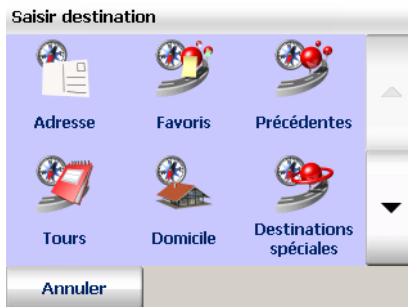 Saisir destination
Adresse
Favoris
Précédentes
Tours
Domicile
Destinations
spéciales
Annuler